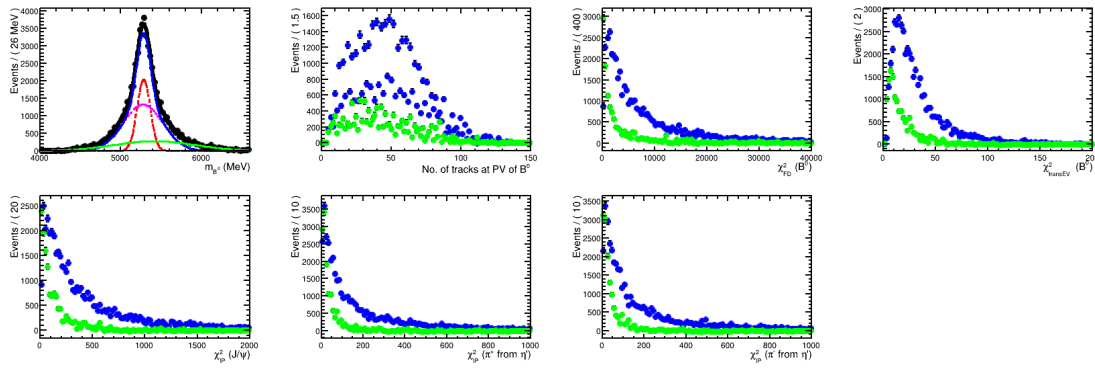 Events / ( 26 MeV )
4000
3500
3000
2500
2000
1500
1000
500
0
4000 5000 6000
m_B⁰ (MeV)
Events / ( 1.5 )
1600
1400
1200
1000
800
600
400
200
0
0 50 100 150
No. of tracks at PV of B⁰
Events / ( 400 )
3000
2500
2000
1500
1000
500
0
0 10000 20000 30000 40000
χ²_FD (B⁰)
Events / ( 2 )
3000
2500
2000
1500
1000
500
0
0 50 100 150 20
χ²_transEV (B⁰)
Events / ( 20 )
2500
2000
1500
1000
500
0
0 500 1000 1500 2000
χ²_IP (J/ψ)
Events / ( 10 )
3500
3000
2500
2000
1500
1000
500
0
0 200 400 600 800 1000
χ²_IP (π⁺ from η')
Events / ( 10 )
3500
3000
2500
2000
1500
1000
500
0
0 200 400 600 800 1000
χ²_IP (π⁻ from η')